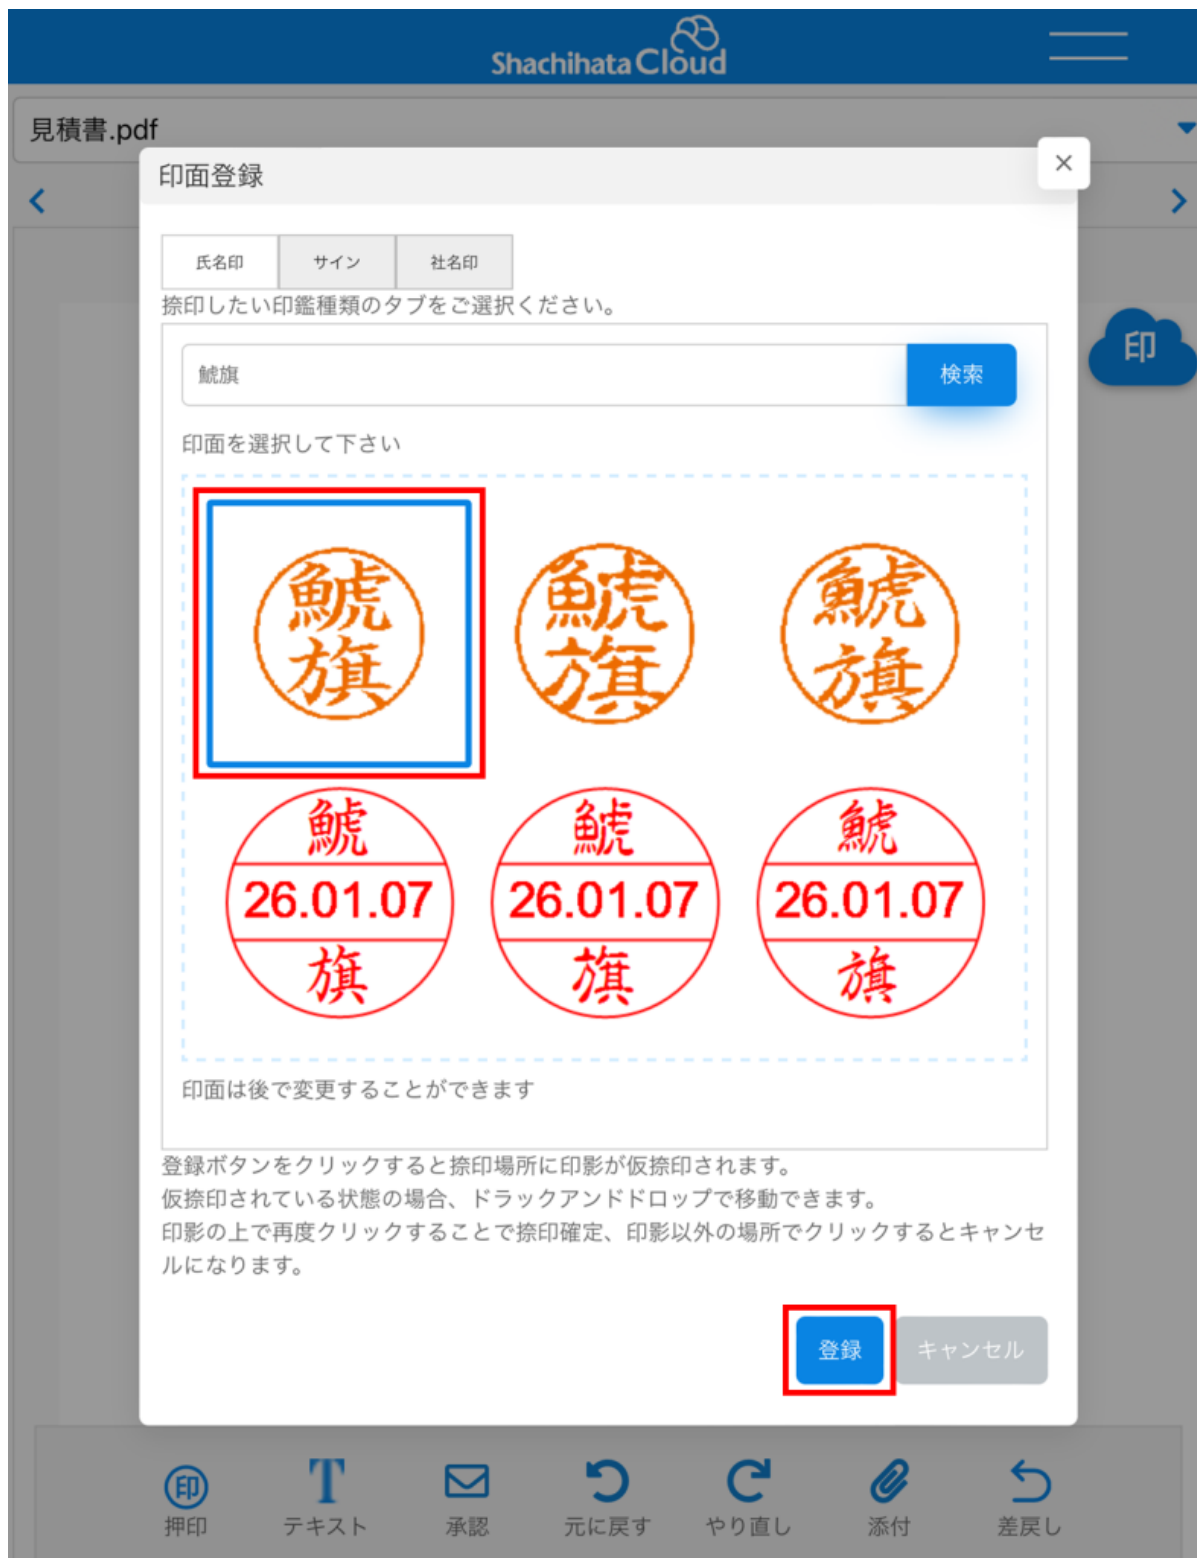 Shachihata Cloud
見積書.pdf
印面登録
氏名印 サイン 社名印
捺印したい印鑑種類のタブをご選択ください。
印
鯱旗 検索
印面を選択して下さい
鯱旗 鯱旗 鯱旗
鯱 鯱 鯱
26.01.07 26.01.07 26.01.07
旗 旗 旗
印面は後で変更することができます
登録ボタンをクリックすると捺印場所に印影が仮捺印されます。
仮捺印されている状態の場合、ドラックアンドドロップで移動できます。
印影の上で再度クリックすることで捺印確定、印影以外の場所でクリックするとキャンセ
ルになります。
登録 キャンセル
印 T
押印 テキスト 承認 元に戻す やり直し 添付 差戻し